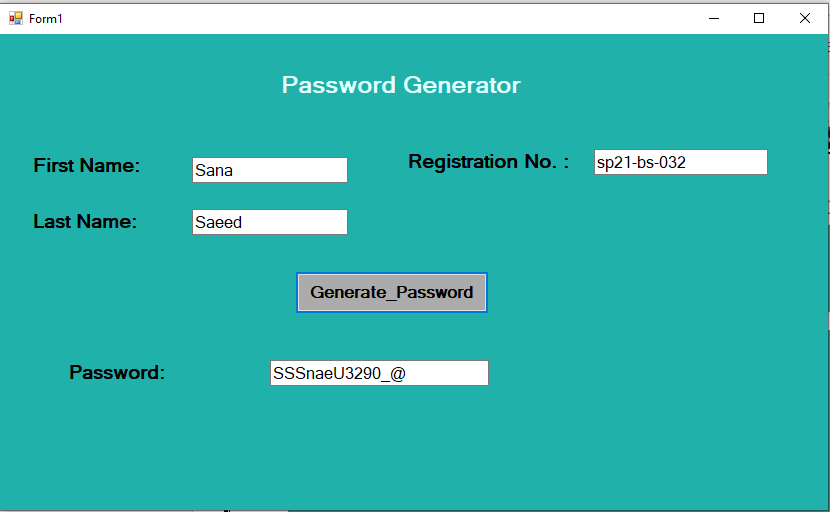 Form1
Password Generator
First Name: Sana
Registration No. : sp21-bs-032
Last Name: Saeed
Generate_Password
Password: SSSnaeU3290_@